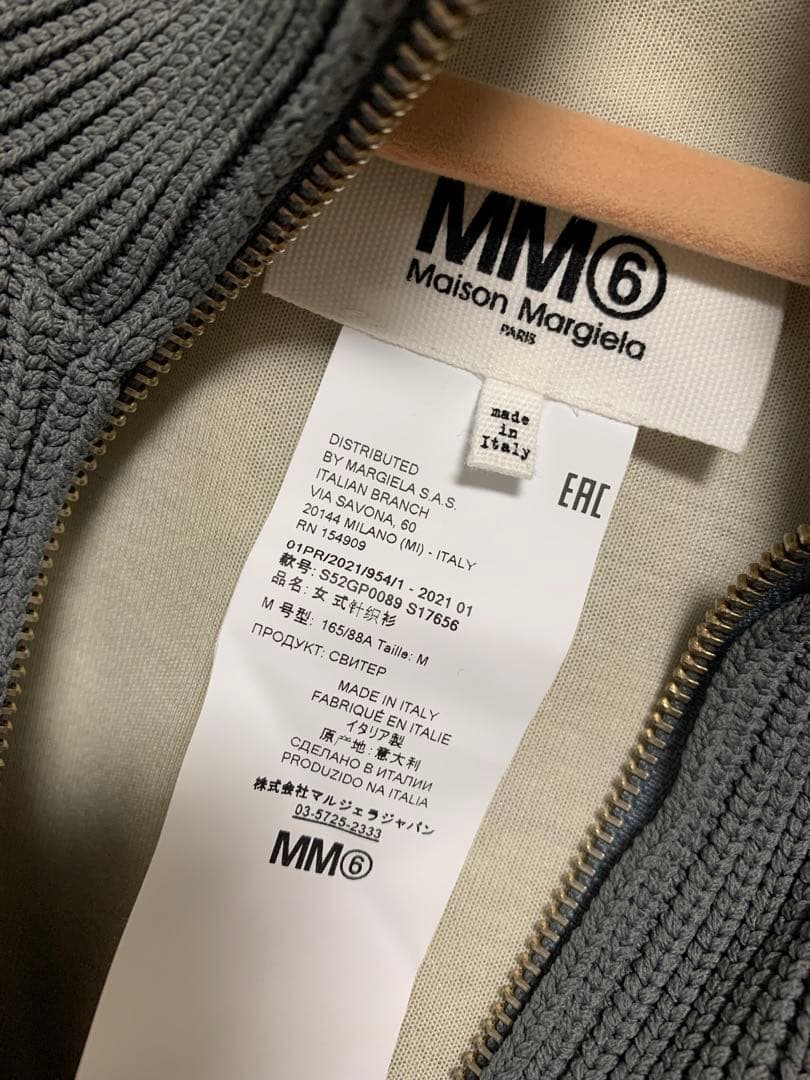 MM⑥
Maison Margiela
PARIS
made
in
Italy
DISTRIBUTED
BY MARGIELA S.A.S.
ITALIAN BRANCH
VIA SAVONA, 60
20144 MILANO (MI) - ITALY
RN 154909
EAC
01PR/2021/954/1 - 2021 01
款号: S52GP0089 S17656
品名: 女 式针织衫
M 号型: 165/88A Taille: M
ПРОДУКТ: СВИТЕР
MADE IN ITALY
FABRIQUÉ EN ITALIE
イタリア製
原产地: 意大利
СДЕЛАНО В ИТАЛИИ
PRODUZIDO NA ITALIA
株式会社マルジェラジャパン
03-5725-2333
MM⑥